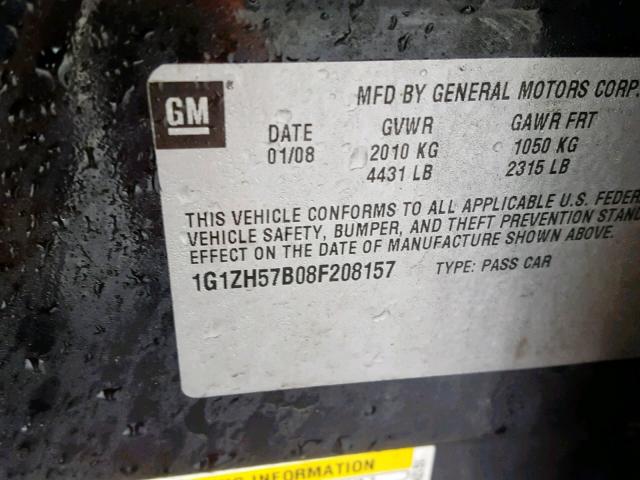 GM ®
MFD BY GENERAL MOTORS CORP.
DATE GVWR GAWR FRT
01/08 2010 KG 1050 KG
4431 LB 2315 LB
THIS VEHICLE CONFORMS TO ALL APPLICABLE U.S. FEDER
VEHICLE SAFETY, BUMPER, AND THEFT PREVENTION STAND
EFFECT ON THE DATE OF MANUFACTURE SHOWN ABOVE.
1G1ZH57B08F208157 TYPE: PASS CAR
INFORMATION